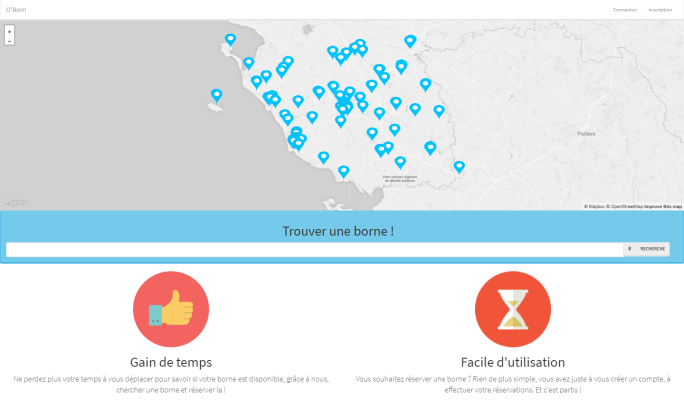 O'Born
Connexion Inscription
+
-
Poitiers
Parc naturel régional
du Marais poitevin
Mapbox
© Mapbox © OpenStreetMap Improve this map
Trouver une borne !
RECHERCHE
Gain de temps
Ne perdez plus votre temps à vous déplacer pour savoir si votre borne est disponible, grâce à nous,
chercher une borne et réserver la !
Facile d'utilisation
Vous souhaitez réserver une borne ? Rien de plus simple, vous avez juste à vous créer un compte, à
effectuer votre réservations. Et c'est partis !